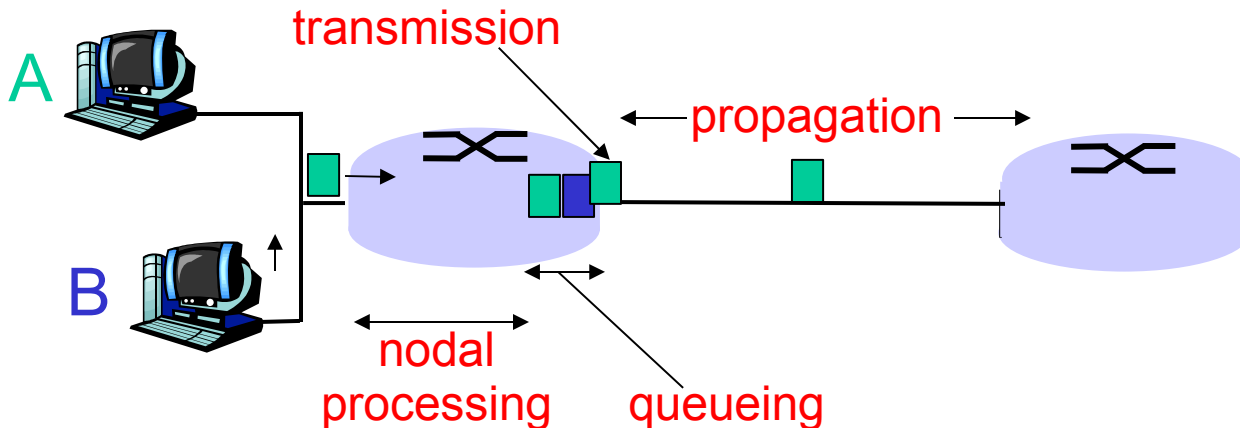 transmission
A
propagation
B
nodal
processing
queueing